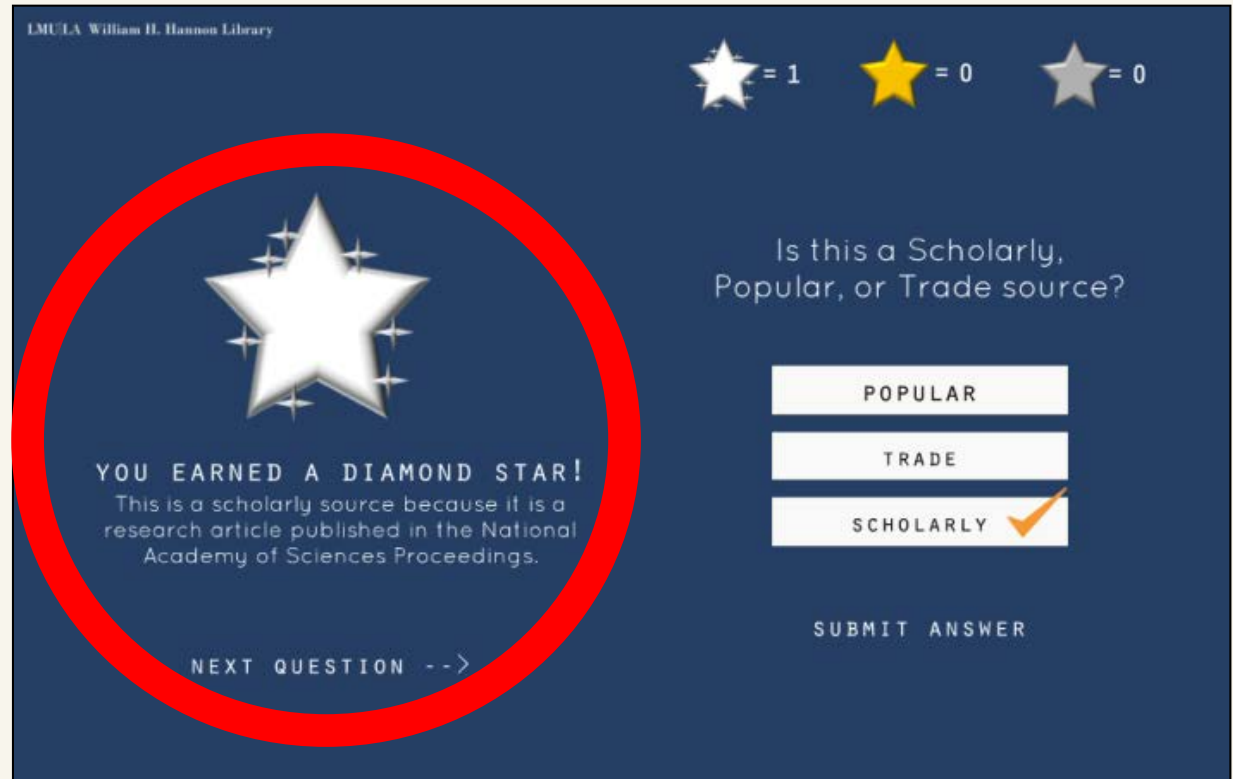 LMU|LA William H. Hannon Library
= 1
= 0
= 0
YOU EARNED A DIAMOND STAR!
This is a scholarly source because it is a
research article published in the National
Academy of Sciences Proceedings.
NEXT QUESTION -->
Is this a Scholarly,
Popular, or Trade source?
POPULAR
TRADE
SCHOLARLY
SUBMIT ANSWER